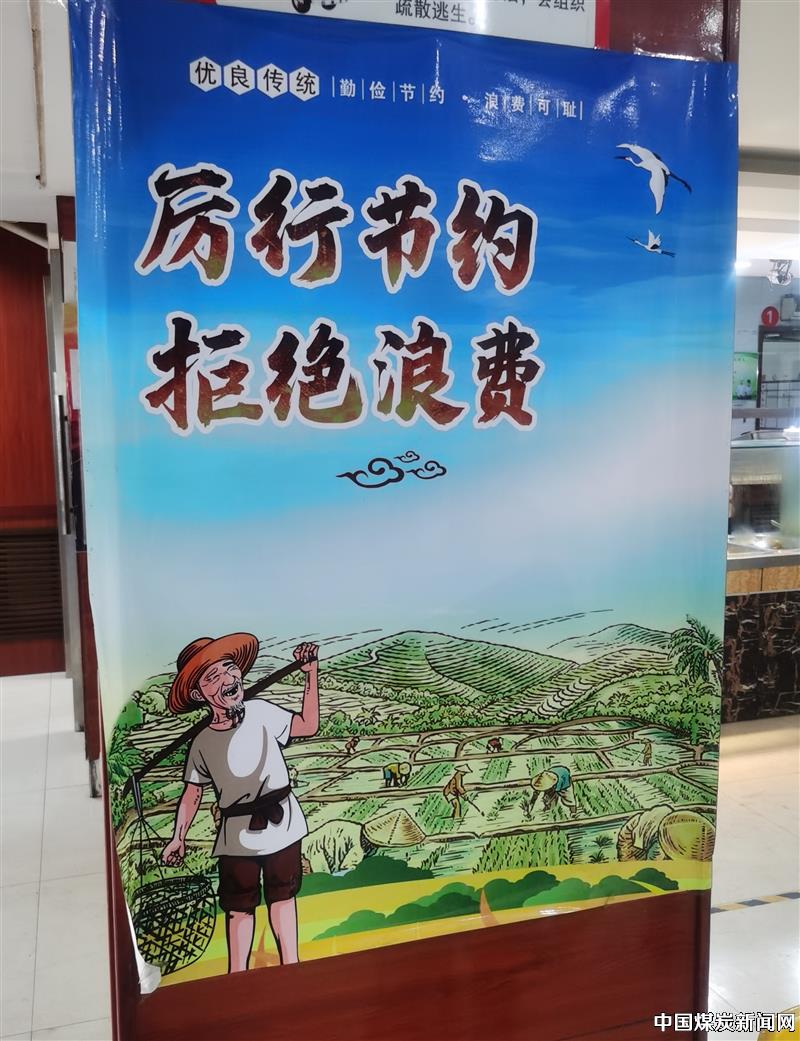 疏散逃生。
优良传统 勤俭节约·浪费可耻
厉行节约
拒绝浪费
1
中国煤炭新闻网